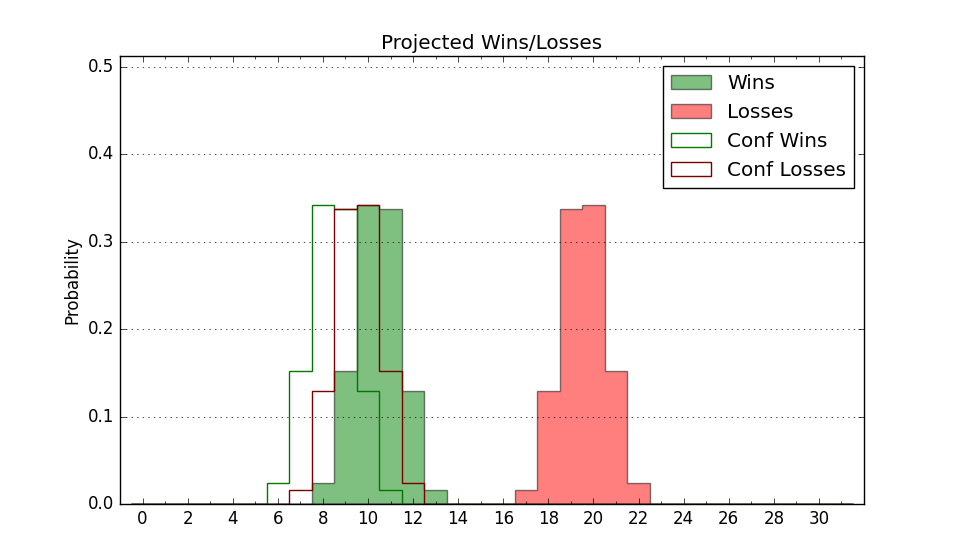 Projected Wins/Losses
0.5
0.4
0.3
0.2
0.1
0.0
Probability
Wins
Losses
Conf Wins
Conf Losses
0 2 4 6 8 10 12 14 16 18 20 22 24 26 28 30